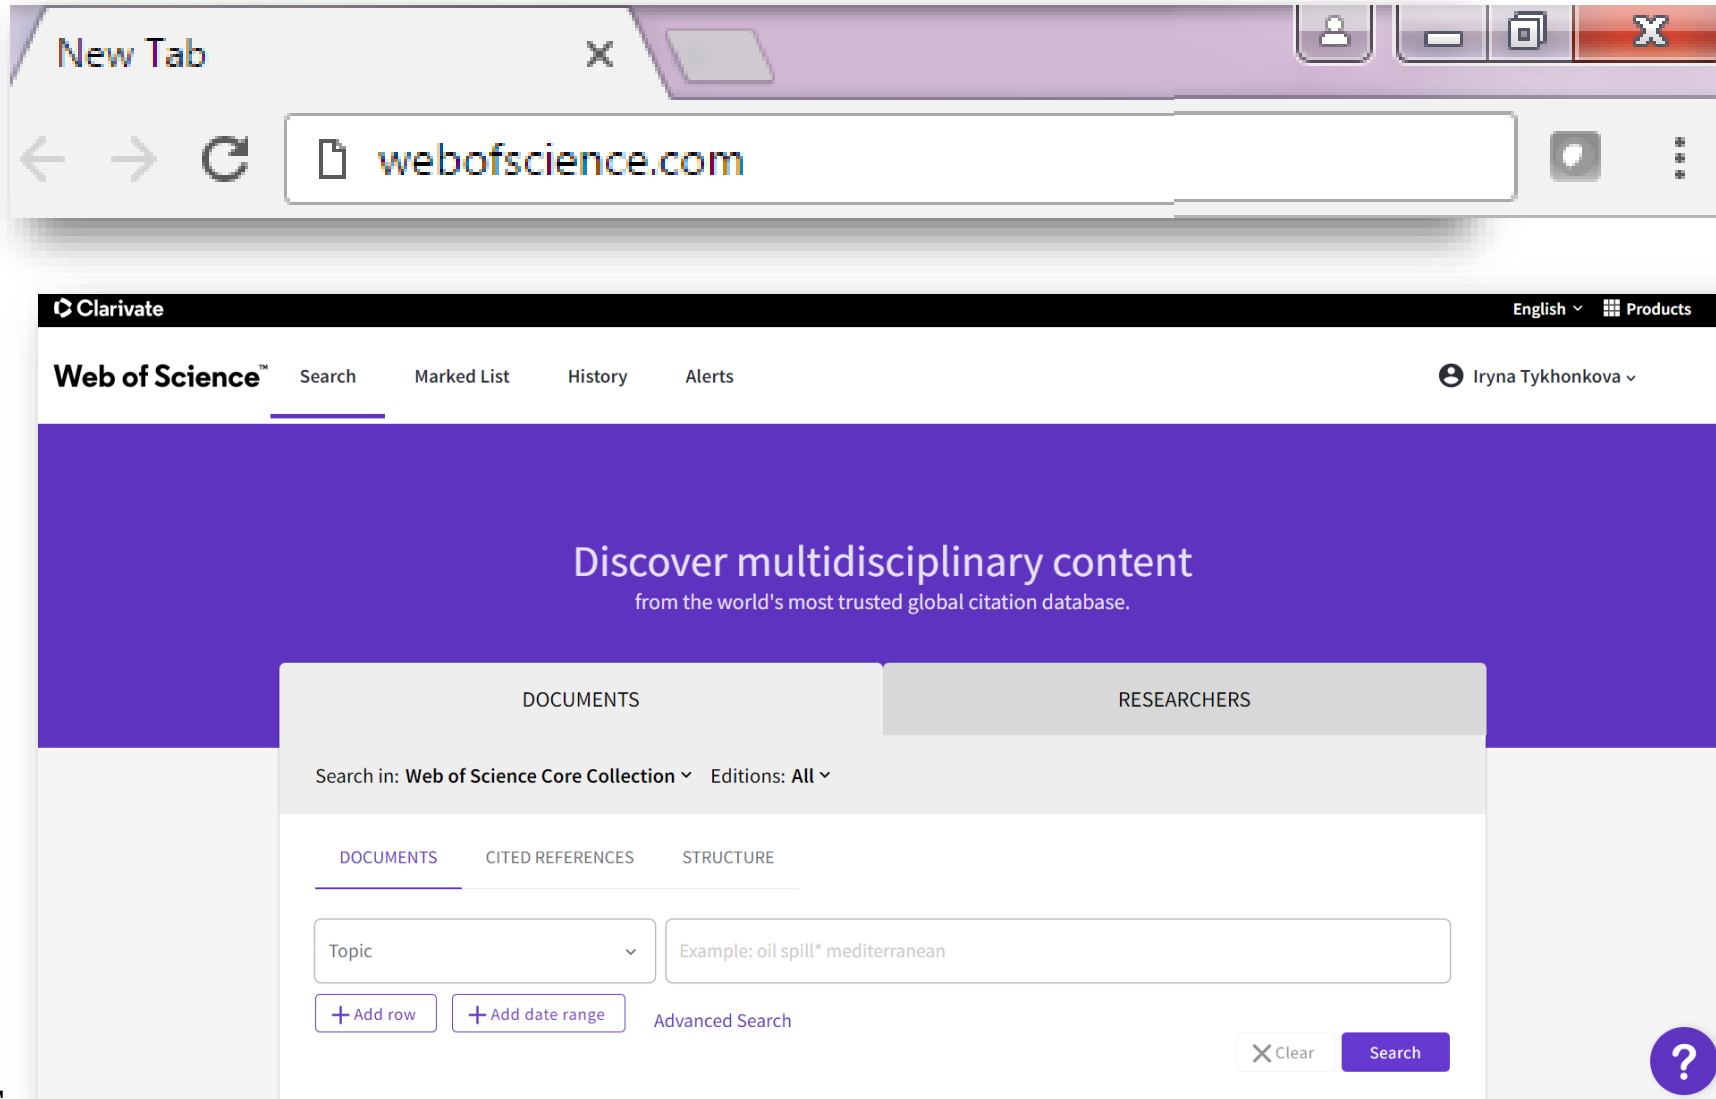 New Tab
webofscience.com
Clarivate
English
Products
Web of Science™
Search
Marked List
History
Alerts
Iryna Tykhonkova
Discover multidisciplinary content
from the world's most trusted global citation database.
DOCUMENTS
RESEARCHERS
Search in: Web of Science Core Collection
Editions: All
DOCUMENTS
CITED REFERENCES
STRUCTURE
Topic
Example: oil spill* mediterranean
+ Add row
+ Add date range
Advanced Search
Clear
Search
?